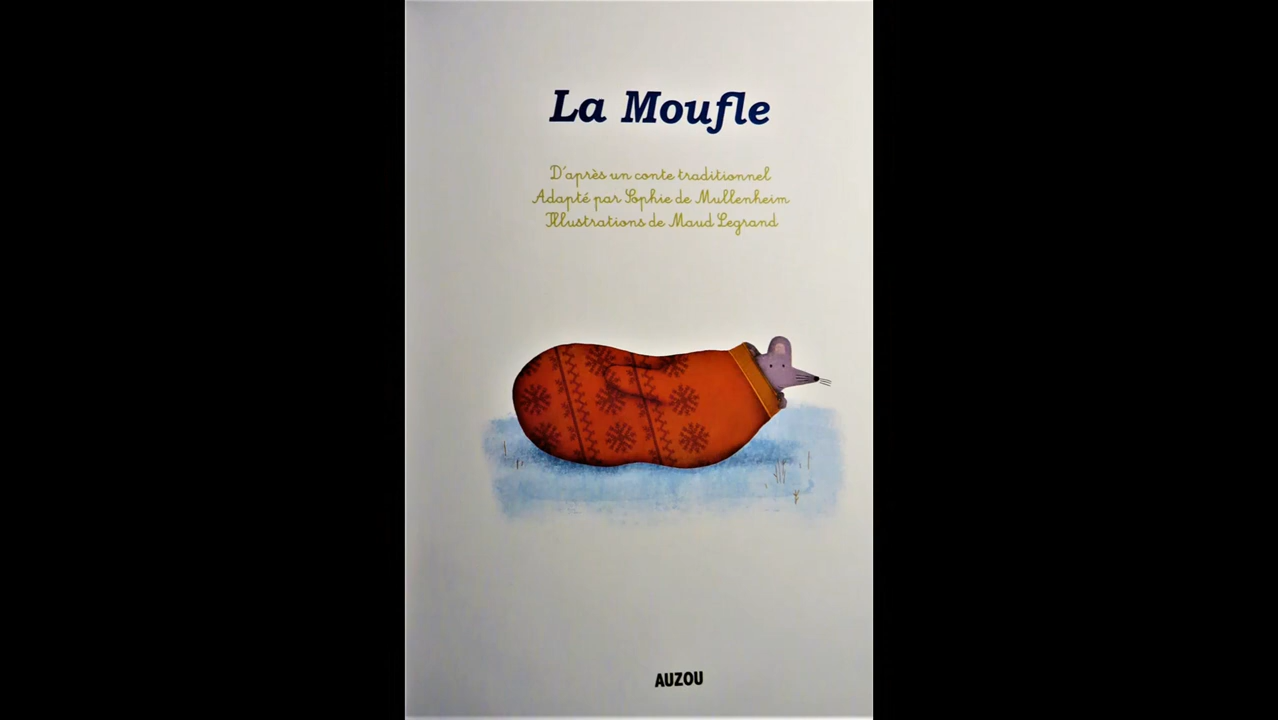 La Moufle
D'après un conte traditionnel
Adapté par Sophie de Mullenheim
Illustrations de Maud Legrand
AUZOU